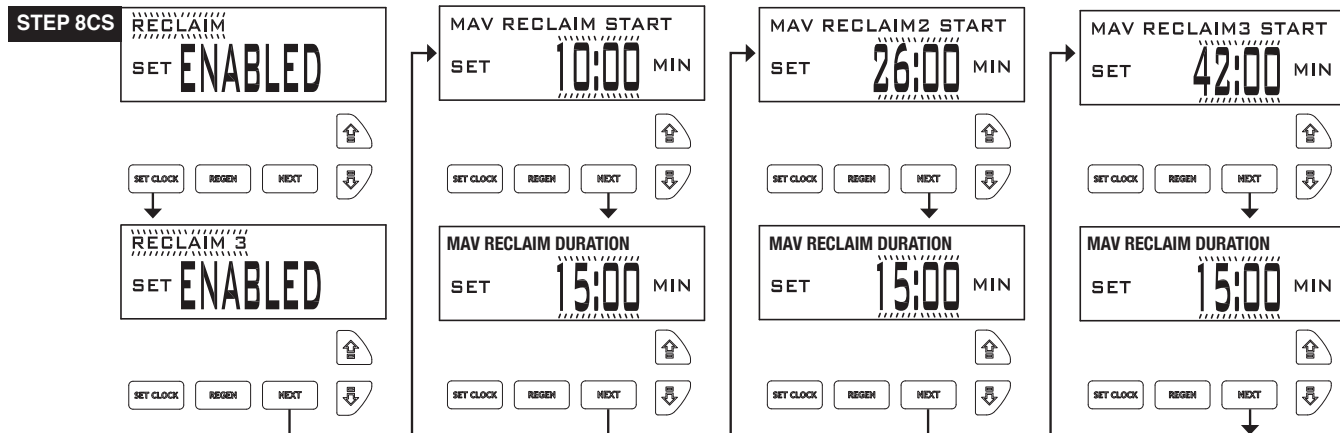 STEP 8CS
RECLAIM
SET ENABLED
SET CLOCK
REGEN
NEXT
RECLAIM 3
SET ENABLED
SET CLOCK
REGEN
NEXT
MAV RECLAIM START
SET 10:00 MIN
SET CLOCK
REGEN
NEXT
MAV RECLAIM DURATION
SET 15:00 MIN
SET CLOCK
REGEN
NEXT
MAV RECLAIM2 START
SET 26:00 MIN
SET CLOCK
REGEN
NEXT
MAV RECLAIM DURATION
SET 15:00 MIN
SET CLOCK
REGEN
NEXT
MAV RECLAIM3 START
SET 42:00 MIN
SET CLOCK
REGEN
NEXT
MAV RECLAIM DURATION
SET 15:00 MIN
SET CLOCK
REGEN
NEXT